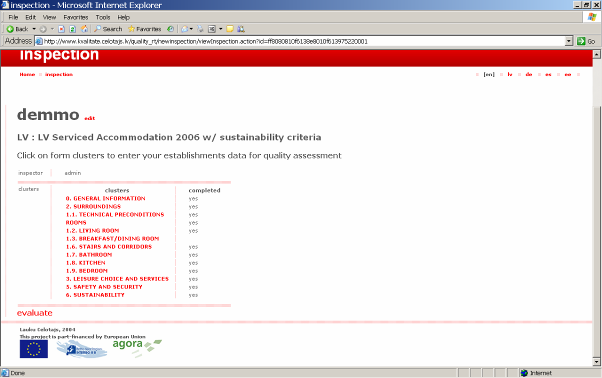 inspection - Microsoft Internet Explorer
File Edit View Favorites Tools Help
Back Search Favorites
Address http://www.kvalitate.celotajs.lv/quality_rt/newinspection/viewInspection.action?id=ff8080810f6138e8010f613975220001 Go
inspection
Home inspection [en] lv de es ee
demmo edit
LV : LV Serviced Accommodation 2006 w/ sustainability criteria
Click on form clusters to enter your establishments data for quality assessment
inspector admin
clusters clusters completed
0. GENERAL INFORMATION yes
2. SURROUNDINGS yes
1.1. TECHNICAL PRECONDITIONS yes
ROOMS yes
1.2. LIVING ROOM yes
1.3. BREAKFAST/DINING ROOM
1.6. STAIRS AND CORRIDORS yes
1.7. BATHROOM yes
1.8. KITCHEN yes
1.9. BEDROOM yes
3. LEISURE CHOICE AND SERVICES yes
5. SAFETY AND SECURITY yes
6. SUSTAINABILITY yes
evaluate
Lauku Celotajs, 2004
This project is part-financed by European Union
agora
Done Internet